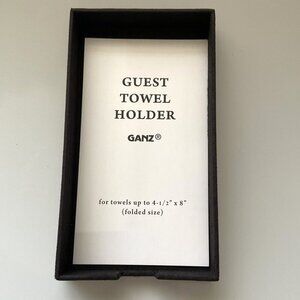 GUEST
TOWEL
HOLDER
GANZ®
for towels up to 4-1/2" x 8"
(folded size)